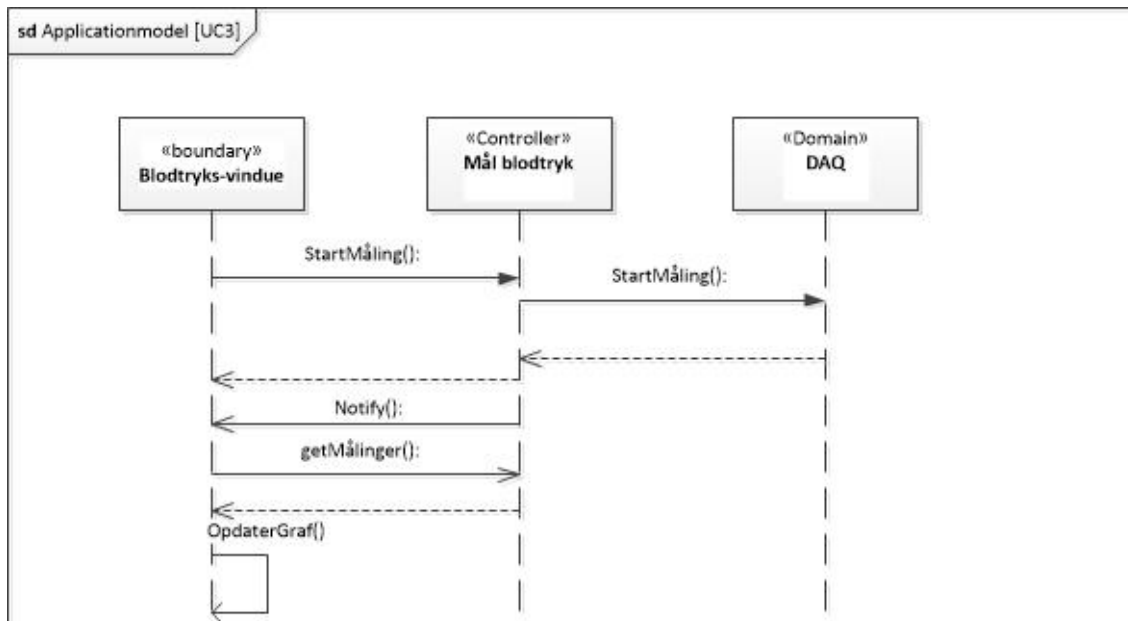 sd Applicationmodel [UC3]
«boundary»
Blodtryks-vindue
«Controller»
Mål blodtryk
«Domain»
DAQ
StartMåling():
StartMåling():
Notify():
getMålinger():
OpdaterGraf()